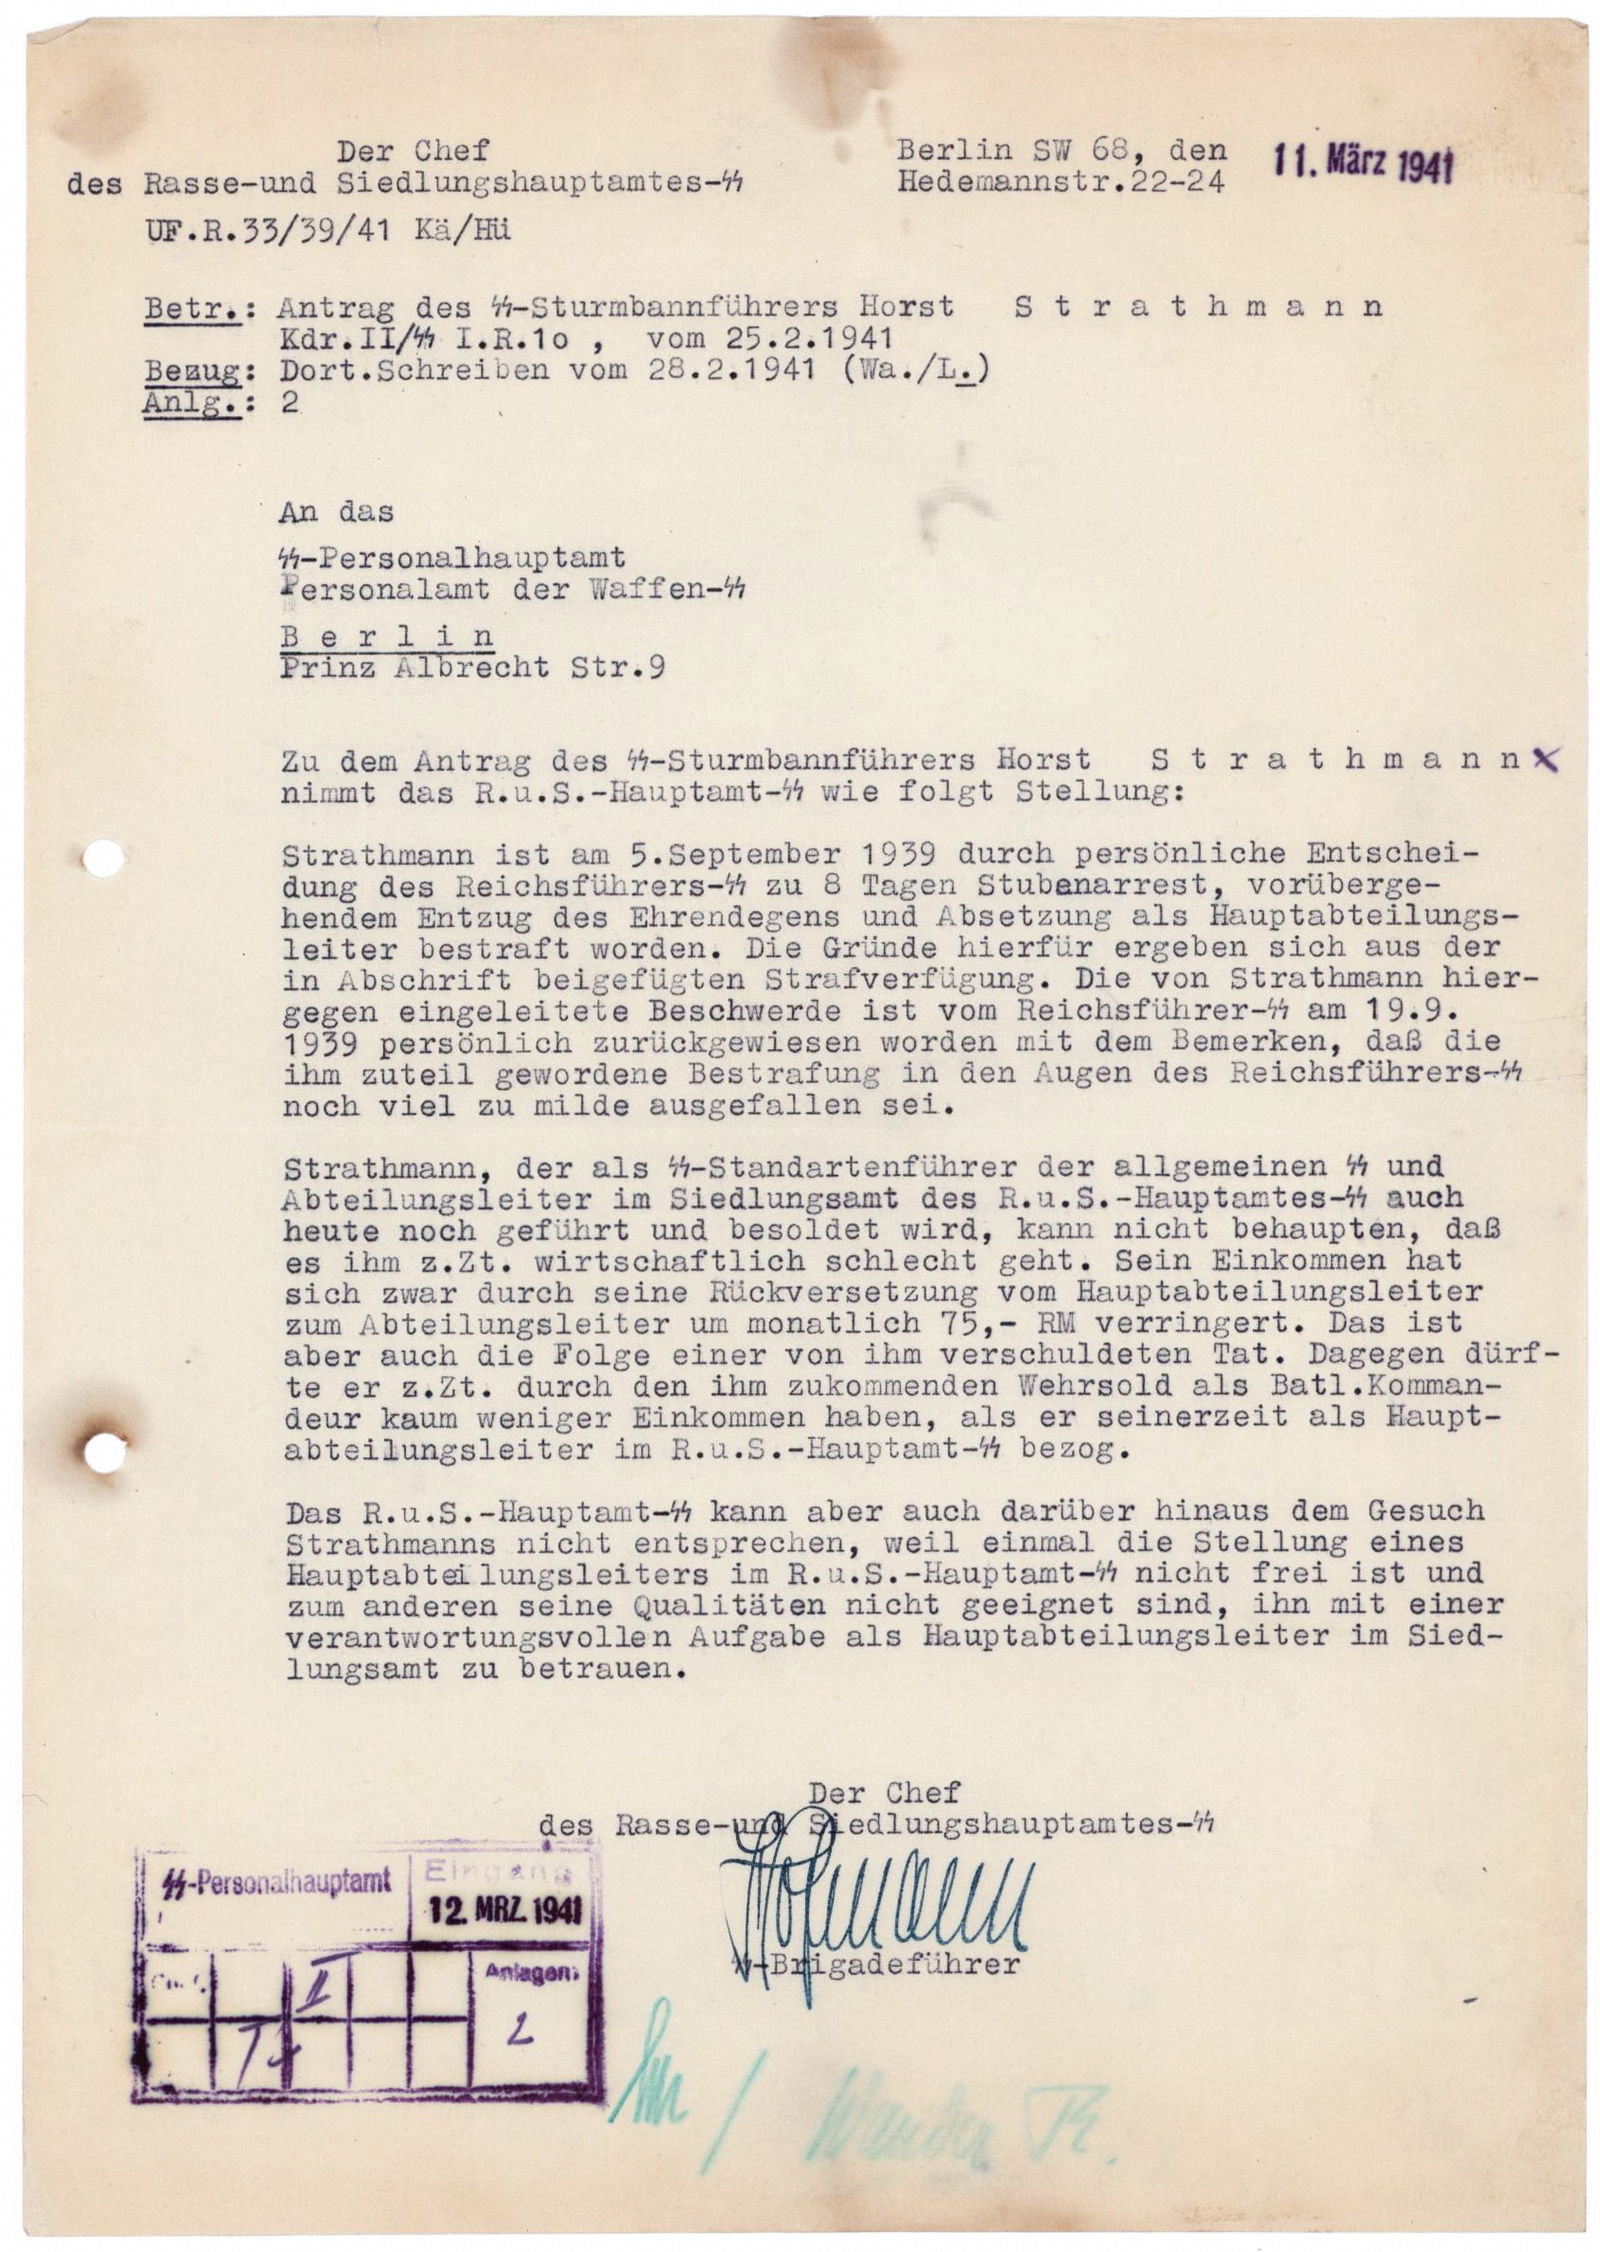 Der Chef
des Rasse-und Siedlungshauptamtes-ᛋᛋ
Berlin SW 68, den 11. März 1941
Hedemannstr.22-24
UF.R.33/39/41 Kä/Hü
Betr.: Antrag des ᛋᛋ-Sturmbannführers Horst S t r a t h m a n n
Kdr.II/ᛋᛋ I.R.1o , vom 25.2.1941
Bezug: Dort.Schreiben vom 28.2.1941 (Wa./L.)
Anlg.: 2
An das
ᛋᛋ-Personalhauptamt
Personalamt der Waffen-ᛋᛋ
B e r l i n
Prinz Albrecht Str.9
Zu dem Antrag des ᛋᛋ-Sturmbannführers Horst S t r a t h m a n n x
nimmt das R.u.S.-Hauptamt-ᛋᛋ wie folgt Stellung:
Strathmann ist am 5.September 1939 durch persönliche Entschei-
dung des Reichsführers-ᛋᛋ zu 8 Tagen Stubenarrest, vorüberge-
hendem Entzug des Ehrendegens und Absetzung als Hauptabteilungs-
leiter bestraft worden. Die Gründe hierfür ergeben sich aus der
in Abschrift beigefügten Strafverfügung. Die von Strathmann hier-
gegen eingeleitete Beschwerde ist vom Reichsführer-ᛋᛋ am 19.9.
1939 persönlich zurückgewiesen worden mit dem Bemerken, daß die
ihm zuteil gewordene Bestrafung in den Augen des Reichsführers-ᛋᛋ
noch viel zu milde ausgefallen sei.
Strathmann, der als ᛋᛋ-Standartenführer der allgemeinen ᛋᛋ und
Abteilungsleiter im Siedlungsamt des R.u.S.-Hauptamtes-ᛋᛋ auch
heute noch geführt und besoldet wird, kann nicht behaupten, daß
es ihm z.Zt. wirtschaftlich schlecht geht. Sein Einkommen hat
sich zwar durch seine Rückversetzung vom Hauptabteilungsleiter
zum Abteilungsleiter um monatlich 75,- RM verringert. Das ist
aber auch die Folge einer von ihm verschuldeten Tat. Dagegen dürf-
te er z.Zt. durch den ihm zukommenden Wehrsold als Batl.Komman-
deur kaum weniger Einkommen haben, als er seinerzeit als Haupt-
abteilungsleiter im R.u.S.-Hauptamt-ᛋᛋ bezog.
Das R.u.S.-Hauptamt-ᛋᛋ kann aber auch darüber hinaus dem Gesuch
Strathmanns nicht entsprechen, weil einmal die Stellung eines
Hauptabteilungsleiters im R.u.S.-Hauptamt-ᛋᛋ nicht frei ist und
zum anderen seine Qualitäten nicht geeignet sind, ihn mit einer
verantwortungsvollen Aufgabe als Hauptabteilungsleiter im Sied-
lungsamt zu betrauen.
Der Chef
des Rasse-und Siedlungshauptamtes-ᛋᛋ
Hofmann
ᛋᛋ-Brigadeführer
ᛋᛋ-Personalhauptamt
Eingang
12. MRZ. 1941
II
Anlagen:
2